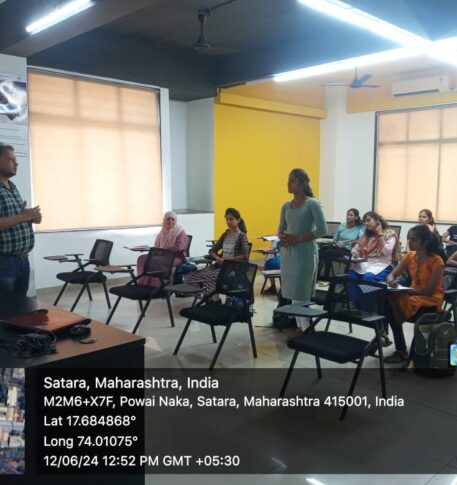 Satara, Maharashtra, India
M2M6+X7F, Powai Naka, Satara, Maharashtra 415001, India
Lat 17.684868°
Long 74.01075°
12/06/24 12:52 PM GMT +05:30